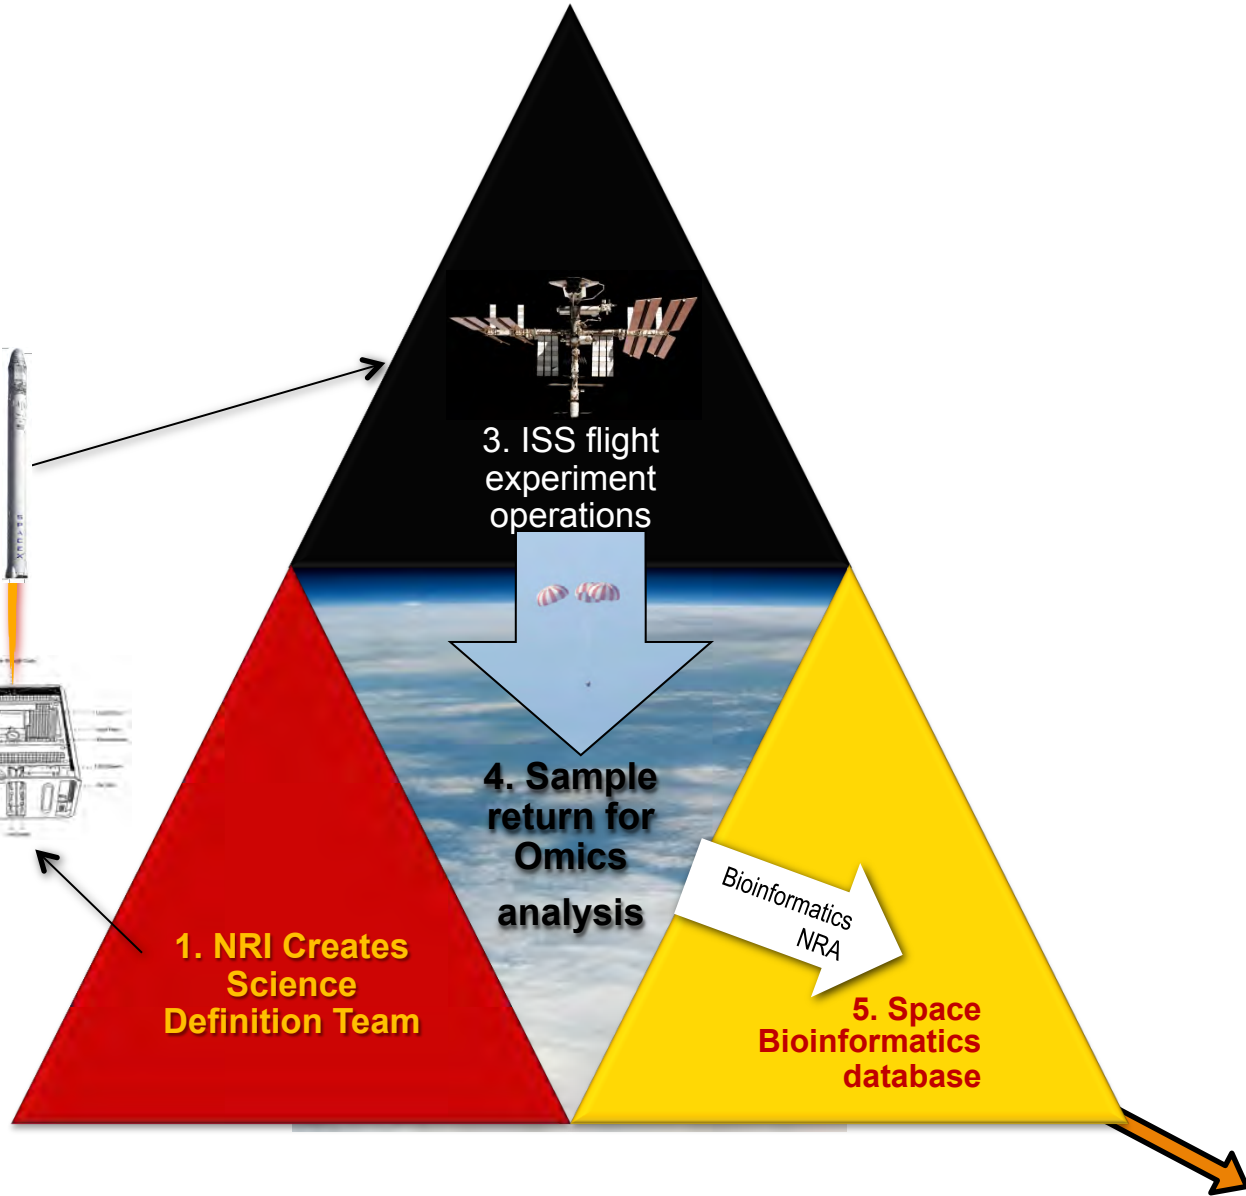 3. ISS flight
experiment
operations
SPACEX
4. Sample
return for
Omics
analysis
Bioinformatics
NRA
1. NRI Creates
Science
Definition Team
5. Space
Bioinformatics
database